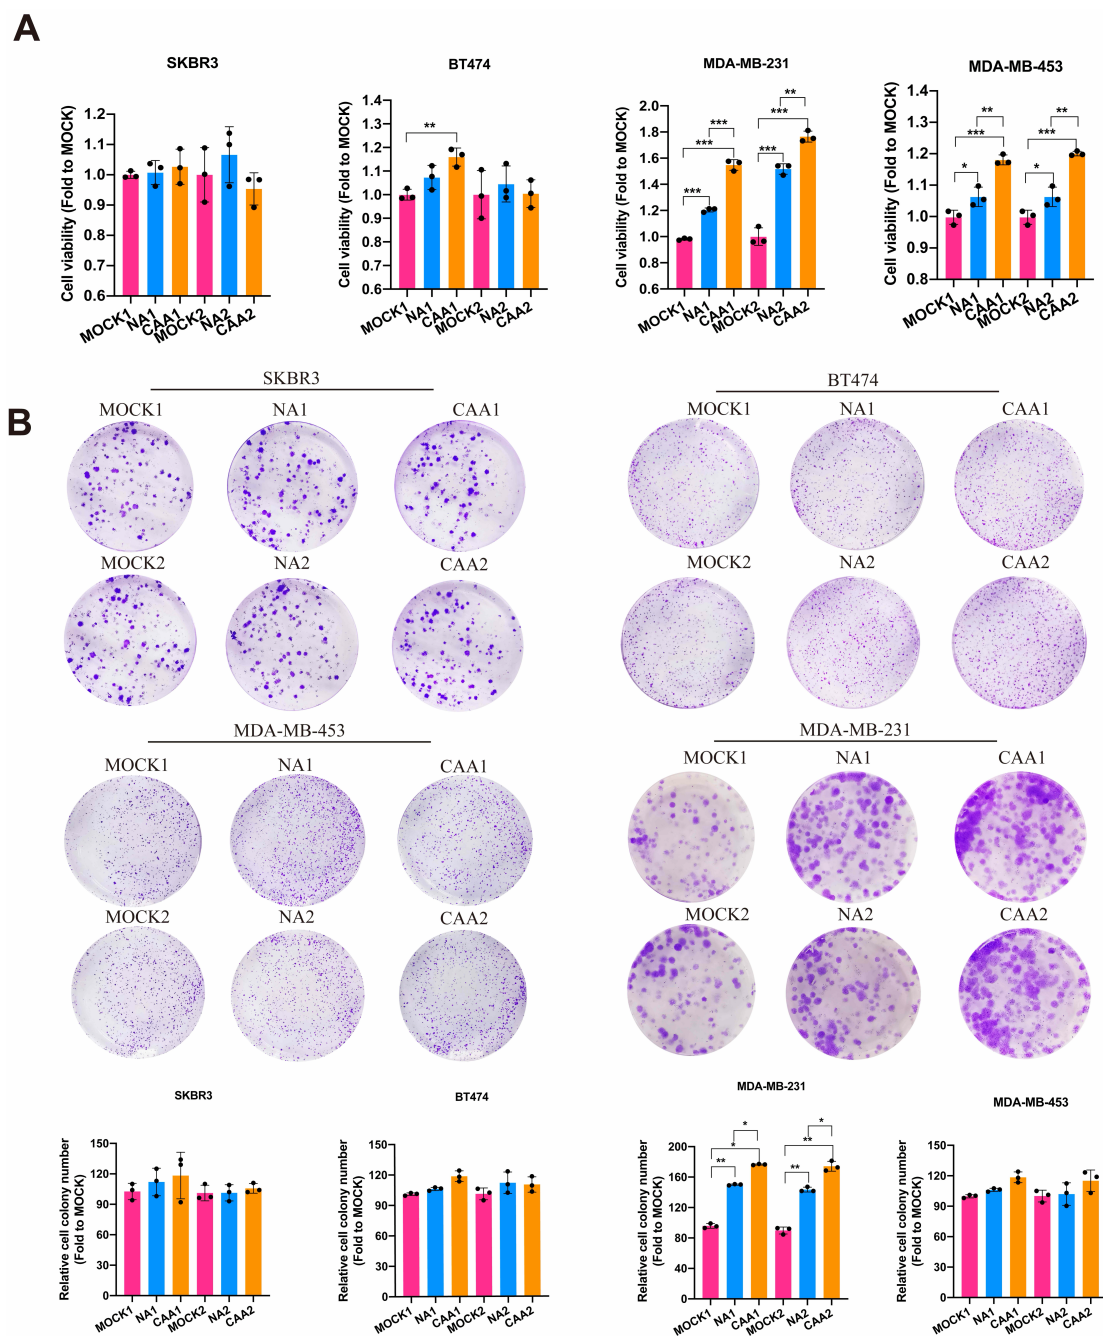 A
SKBR3
Cell viability (Fold to MOCK)
1.2
1.1
1.0
0.9
0.8
0.7
0.6
MOCK1
NA1
CAA1
MOCK2
NA2
CAA2
BT474
Cell viability (Fold to MOCK)
1.4
1.3
1.2
1.1
1.0
0.9
0.8
0.7
0.6
**
MOCK1
NA1
CAA1
MOCK2
NA2
CAA2
MDA-MB-231
Cell viability (Fold to MOCK)
2.0
1.8
1.6
1.4
1.2
1.0
0.8
0.6
***
***
***
***
***
**
MOCK1
NA1
CAA1
MOCK2
NA2
CAA2
MDA-MB-453
Cell viability (Fold to MOCK)
1.4
1.2
1.0
0.8
*
***
**
*
***
**
MOCK1
NA1
CAA1
MOCK2
NA2
CAA2
B
SKBR3
MOCK1 NA1 CAA1
MOCK2 NA2 CAA2
BT474
MOCK1 NA1 CAA1
MOCK2 NA2 CAA2
MDA-MB-453
MOCK1 NA1 CAA1
MOCK2 NA2 CAA2
MDA-MB-231
MOCK1 NA1 CAA1
MOCK2 NA2 CAA2
SKBR3
Relative cell colony number
(Fold to MOCK)
150
120
90
60
30
0
MOCK1
NA1
CAA1
MOCK2
NA2
CAA2
BT474
Relative cell colony number
(Fold to MOCK)
150
120
90
60
30
0
MOCK1
NA1
CAA1
MOCK2
NA2
CAA2
MDA-MB-231
Relative cell colony number
(Fold to MOCK)
200
160
120
80
40
0
**
*
*
**
**
*
MOCK1
NA1
CAA1
MOCK2
NA2
CAA2
MDA-MB-453
Relative cell colony number
(Fold to MOCK)
150
120
90
60
30
0
MOCK1
NA1
CAA1
MOCK2
NA2
CAA2